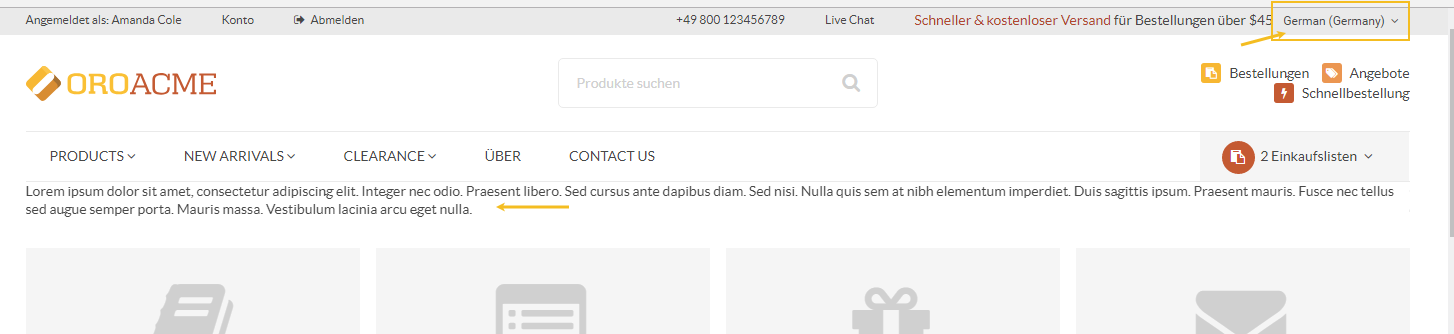 Angemeldet als: Amanda Cole Konto Abmelden +49 800 123456789 Live Chat Schneller & kostenloser Versand für Bestellungen über $45 German (Germany)
OROACME Produkte suchen Bestellungen Angebote
Schnellbestellung
PRODUCTS NEW ARRIVALS CLEARANCE ÜBER CONTACT US 2 Einkaufslisten
Lorem ipsum dolor sit amet, consectetur adipiscing elit. Integer nec odio. Praesent libero. Sed cursus ante dapibus diam. Sed nisi. Nulla quis sem at nibh elementum imperdiet. Duis sagittis ipsum. Praesent mauris. Fusce nec tellus
sed augue semper porta. Mauris massa. Vestibulum lacinia arcu eget nulla.